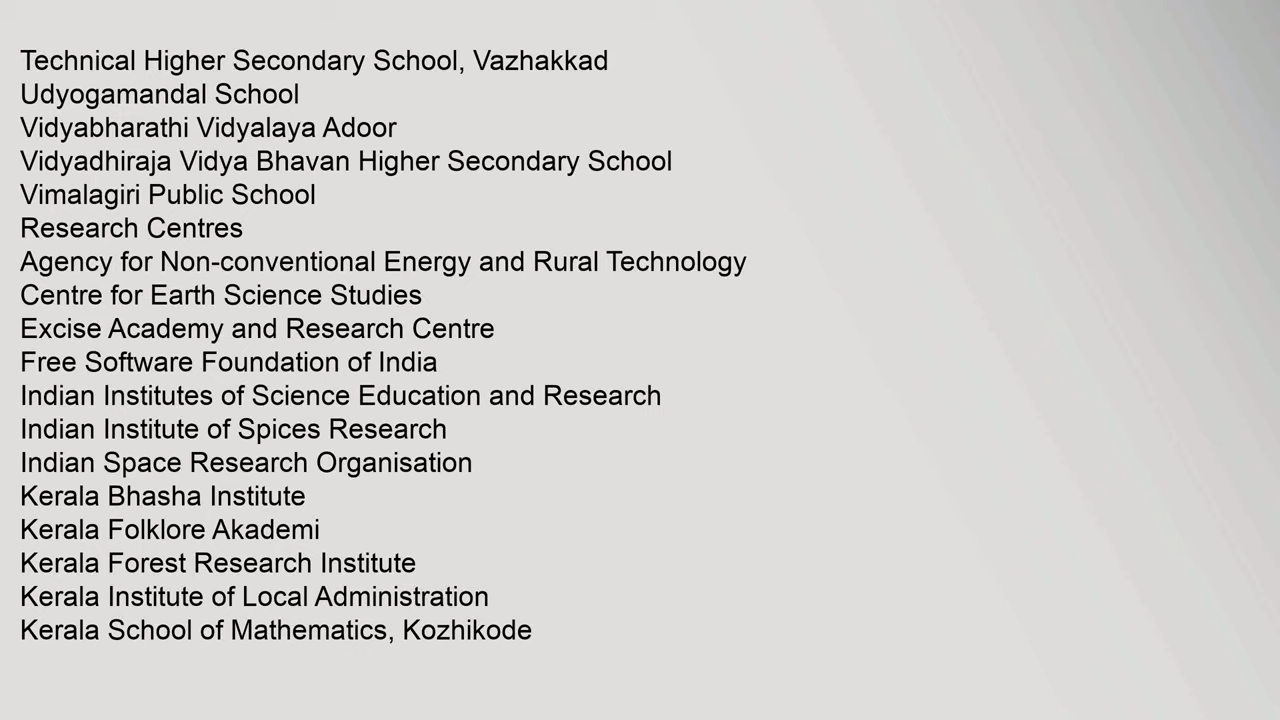 Technical Higher Secondary School, Vazhakkad
Udyogamandal School
Vidyabharathi Vidyalaya Adoor
Vidyadhiraja Vidya Bhavan Higher Secondary School
Vimalagiri Public School
Research Centres
Agency for Non-conventional Energy and Rural Technology
Centre for Earth Science Studies
Excise Academy and Research Centre
Free Software Foundation of India
Indian Institutes of Science Education and Research
Indian Institute of Spices Research
Indian Space Research Organisation
Kerala Bhasha Institute
Kerala Folklore Akademi
Kerala Forest Research Institute
Kerala Institute of Local Administration
Kerala School of Mathematics, Kozhikode